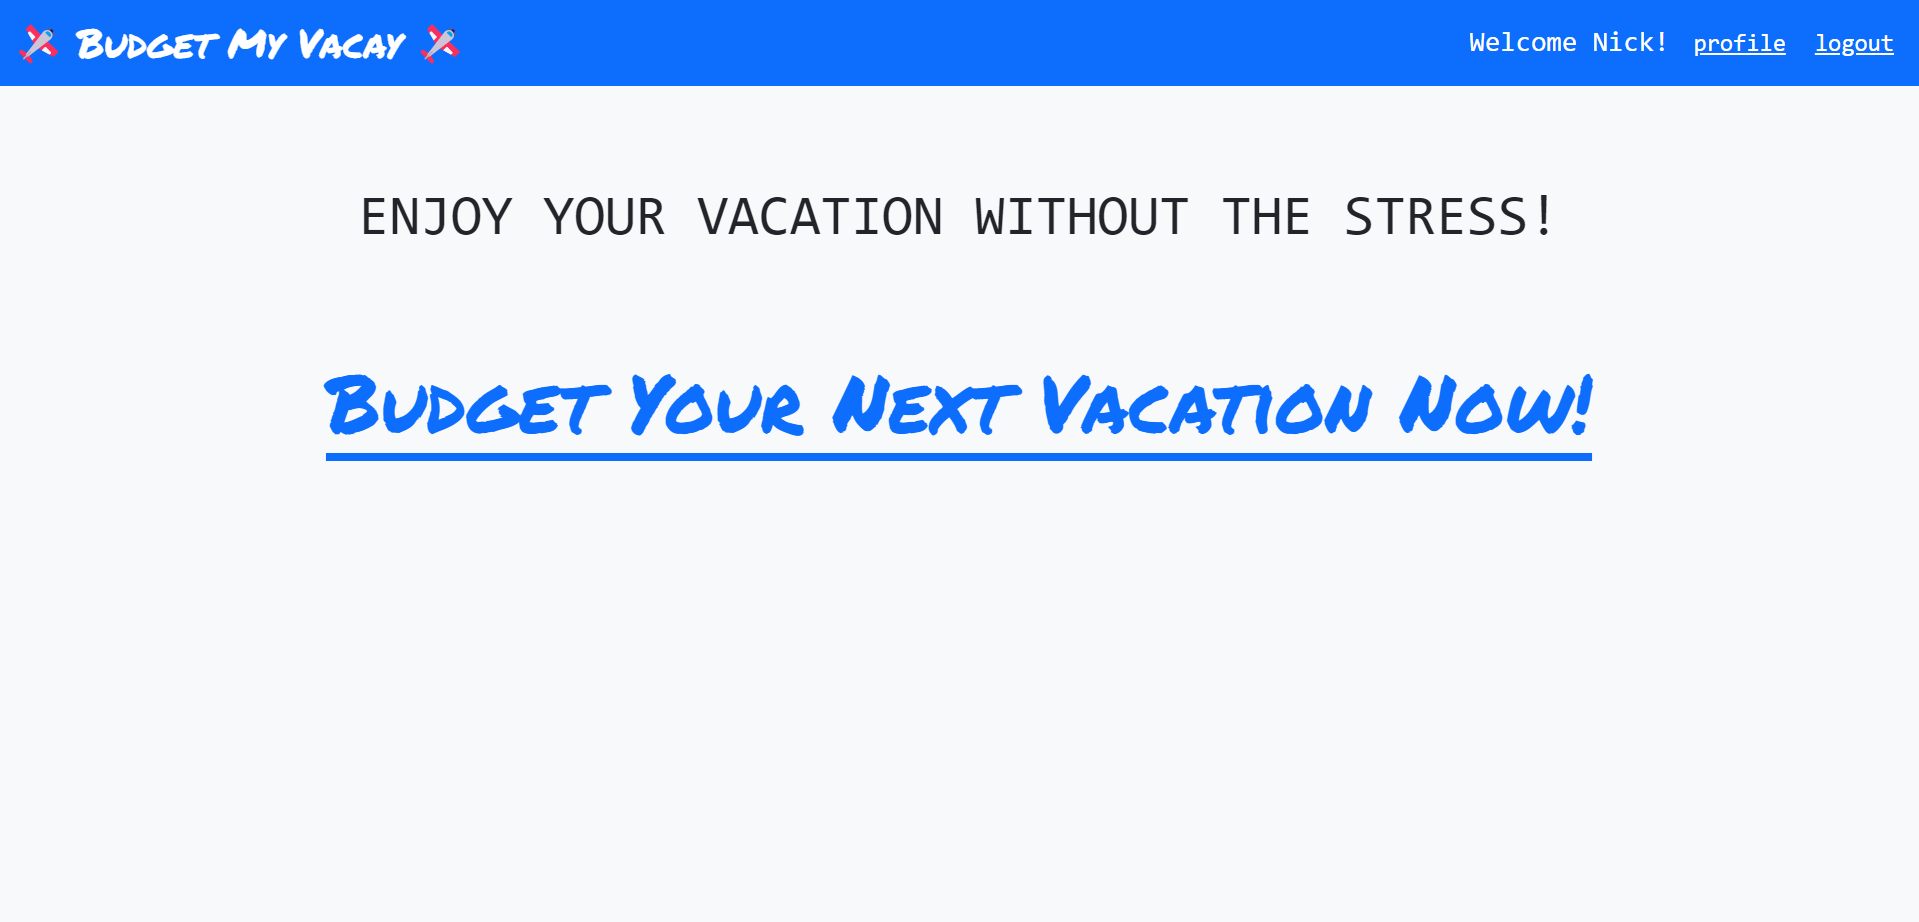 Budget My Vacay
Welcome Nick! profile logout
ENJOY YOUR VACATION WITHOUT THE STRESS!
Budget Your Next Vacation Now!